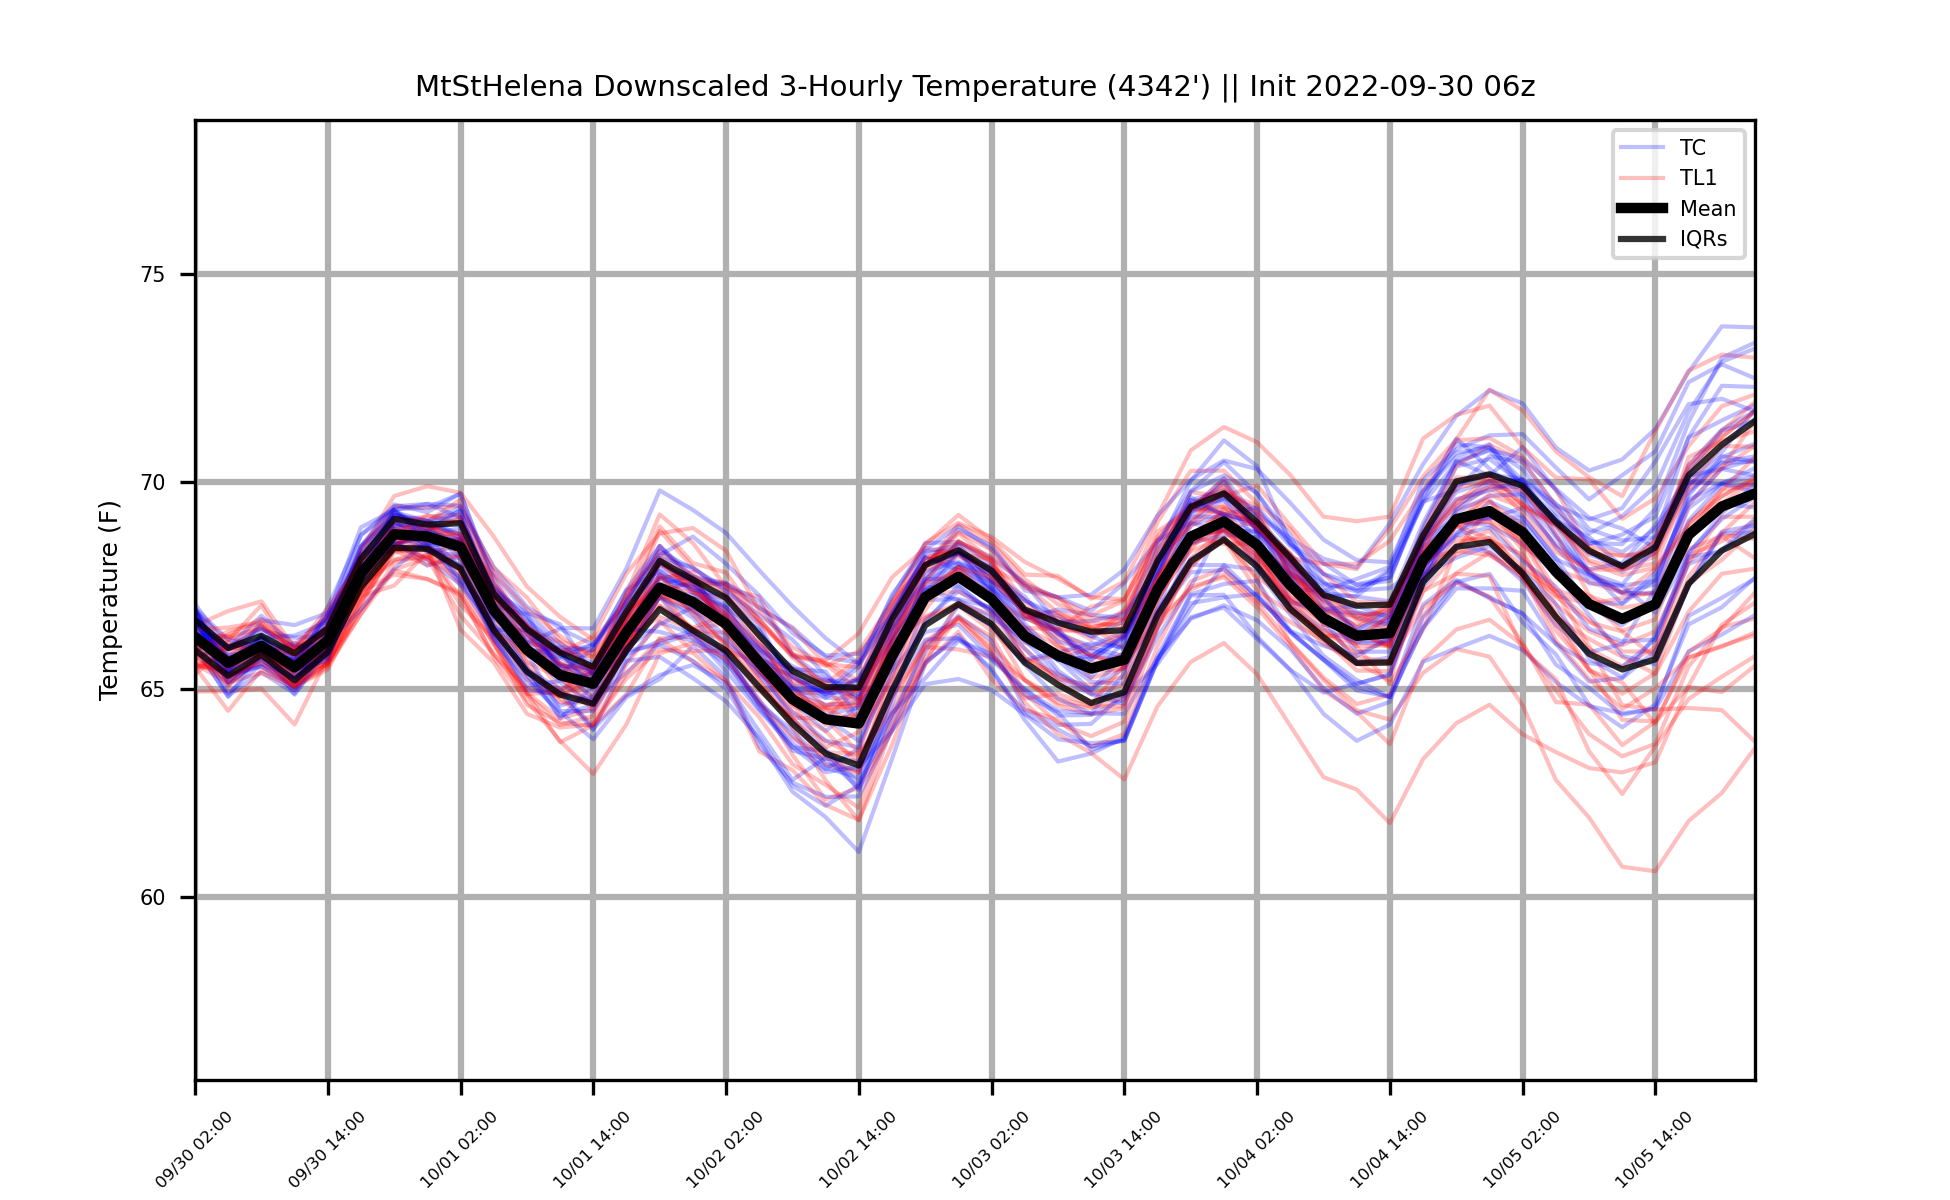 MtStHelena Downscaled 3-Hourly Temperature (4342') || Init 2022-09-30 06z
TC
TL1
Mean
IQRs
Temperature (F)
75
70
65
60
09/30 02:00
09/30 14:00
10/01 02:00
10/01 14:00
10/02 02:00
10/02 14:00
10/03 02:00
10/03 14:00
10/04 02:00
10/04 14:00
10/05 02:00
10/05 14:00